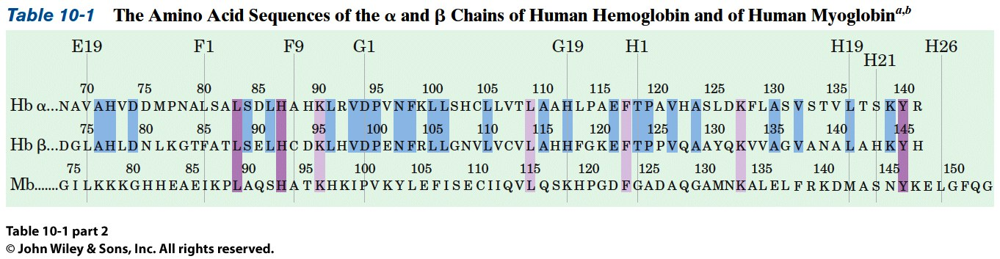 Table 10-1 The Amino Acid Sequences of the α and β Chains of Human Hemoglobin and of Human Myoglobin^a,b
E19 F1 F9 G1 G19 H1 H19 H26
H21
70 75 80 85 90 95 100 105 110 115 120 125 130 135 140
Hb α...NAVAHVDDMPNALSALSDLHAHKLRVDPVNFKLLSHCLLVTLAAHLPAEFTPAVHASLDKFLASVSTVLTSKYR
75 80 85 90 95 100 105 110 115 120 125 130 135 140 145
Hb β...DGLAHLDNLKGTFATLSELHCDKLHVDPENFRLLGNVLVCVLAHHFGKEFTPPVQAAYQKVVAGVANALAHKYH
75 80 85 90 95 100 105 110 115 120 125 130 135 140 145 150
Mb.......GILKKKGHHEAEIKPLAQSHATKHKIPVKYLEFISECIIQVLQSKHPGDFGADAQGAMNKALELFRKDMASNYKELGFQG
Table 10-1 part 2
© John Wiley & Sons, Inc. All rights reserved.